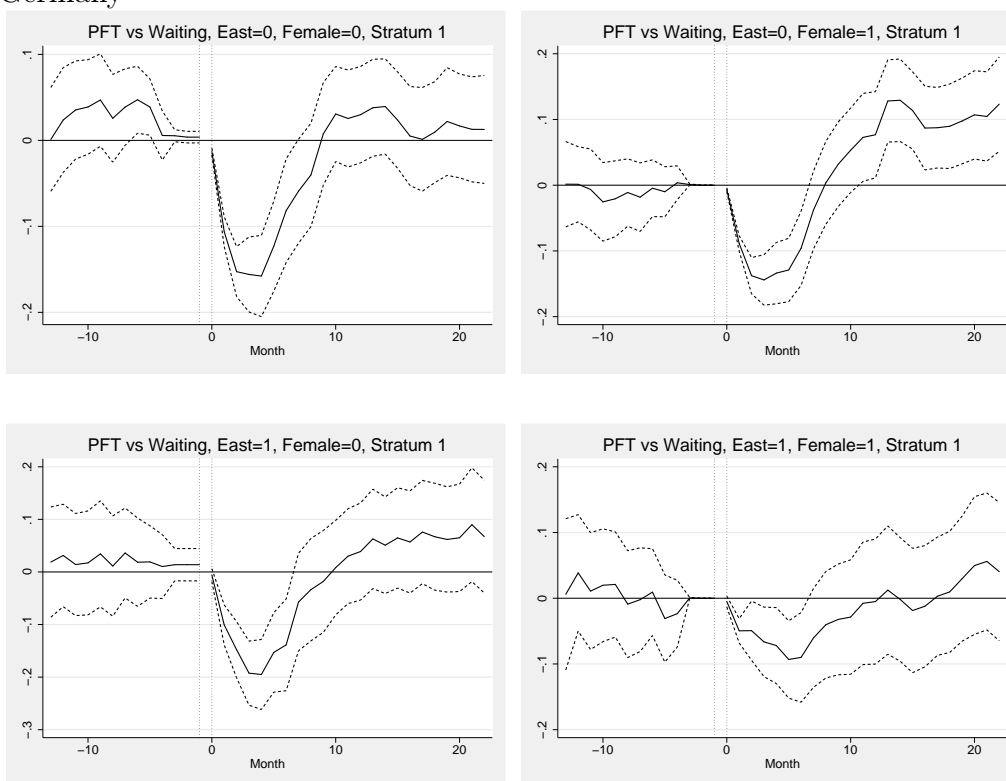 Germany
PFT vs Waiting, East=0, Female=0, Stratum 1
.1
0
−.1
−.2
−10 0 10 20
Month
PFT vs Waiting, East=0, Female=1, Stratum 1
.2
.1
0
−.1
−.2
−10 0 10 20
Month
PFT vs Waiting, East=1, Female=0, Stratum 1
.2
.1
0
−.1
−.2
−.3
−10 0 10 20
Month
PFT vs Waiting, East=1, Female=1, Stratum 1
.2
.1
0
−.1
−.2
−10 0 10 20
Month